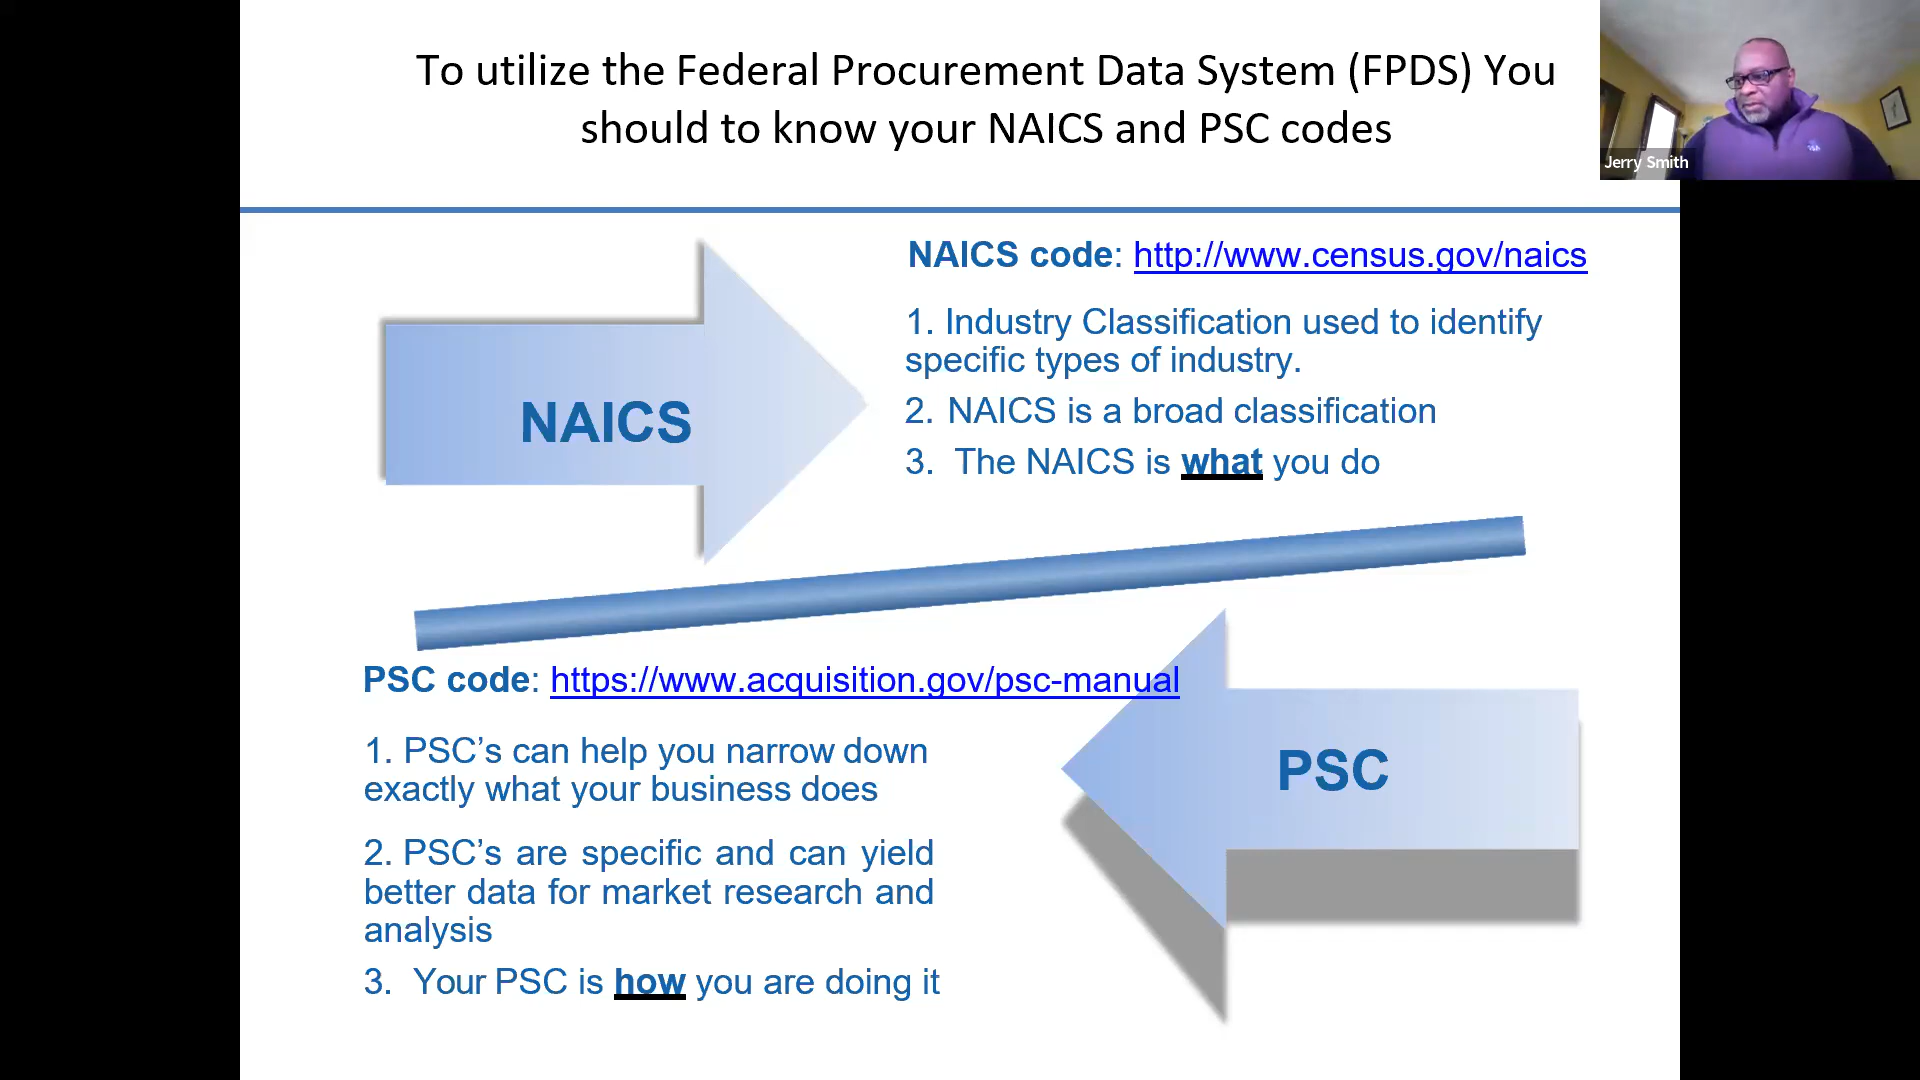 To utilize the Federal Procurement Data System (FPDS) You
should to know your NAICS and PSC codes
Jerry Smith
NAICS code: http://www.census.gov/naics
1. Industry Classification used to identify
specific types of industry.
2. NAICS is a broad classification
3. The NAICS is what you do
NAICS
PSC code: https://www.acquisition.gov/psc-manual
1. PSC’s can help you narrow down
exactly what your business does
2. PSC’s are specific and can yield
better data for market research and
analysis
3. Your PSC is how you are doing it
PSC